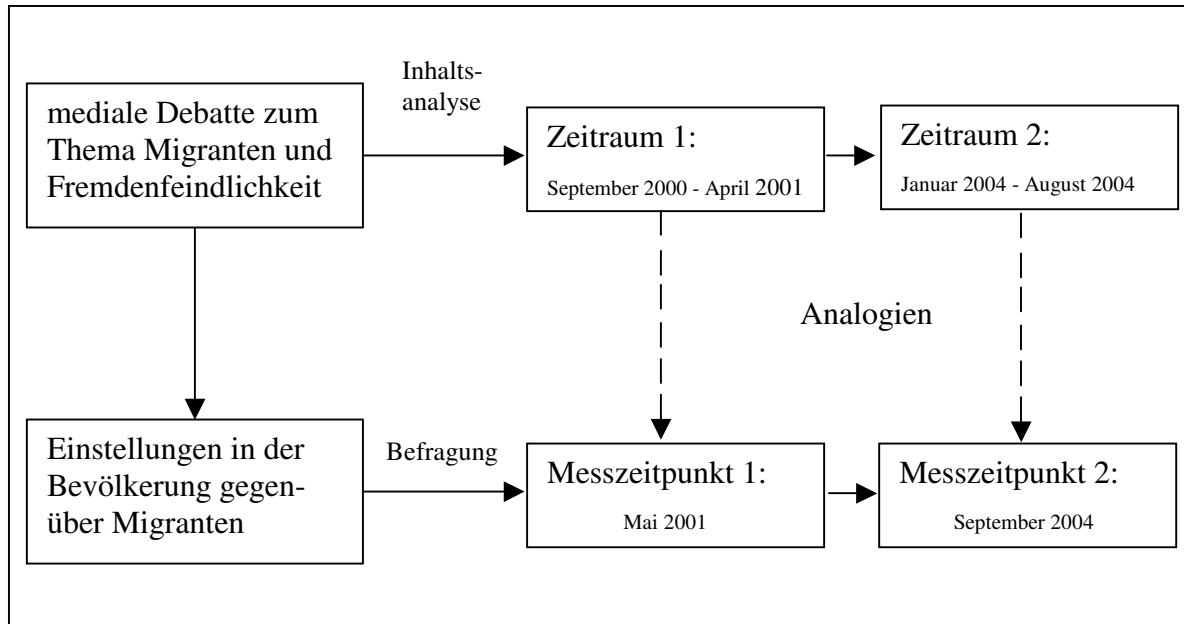 Inhalts-
analyse
mediale Debatte zum
Thema Migranten und
Fremdenfeindlichkeit
Zeitraum 1:
September 2000 - April 2001
Zeitraum 2:
Januar 2004 - August 2004
Analogien
Einstellungen in der
Bevölkerung gegen-
über Migranten
Befragung
Messzeitpunkt 1:
Mai 2001
Messzeitpunkt 2:
September 2004